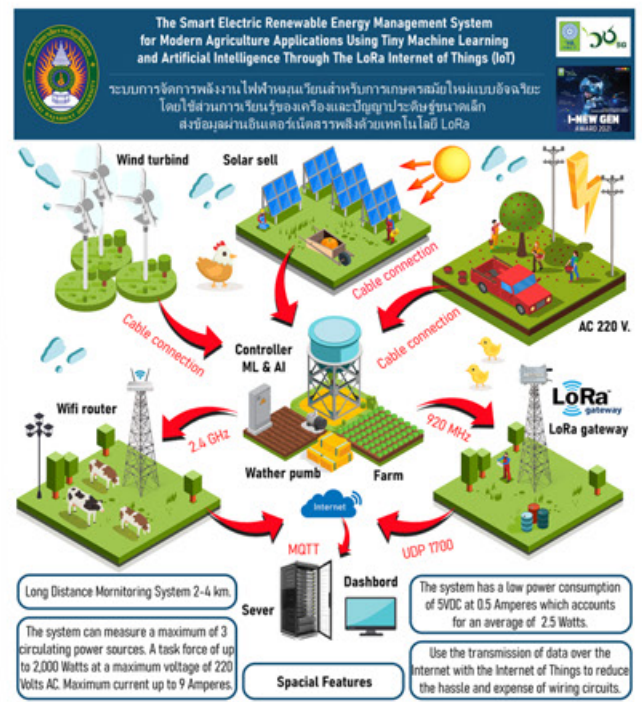 The Smart Electric Renewable Energy Management System
for Modern Agriculture Applications Using Tiny Machine Learning
and Artificial Intelligence Through The LoRa Internet of Things (IoT)
ระบบการจัดการพลังงานไฟฟ้าหมุนเวียนสำหรับการเกษตรสมัยใหม่แบบอัจฉริยะ
โดยใช้ส่วนการเรียนรู้ของเครื่องและปัญญาประดิษฐ์ขนาดเล็ก
ส่งข้อมูลผ่านอินเตอร์เน็ตสรรพสิ่งด้วยเทคโนโลยี LoRa
I-NEW GEN
AWARD 2021
Wind turbind
Solar sell
Cable connection
Cable connection
Cable connection
AC 220 V.
Controller
ML & AI
Wifi router
2.4 GHz
920 MHz
LoRa
gateway
LoRa gateway
Wather pumb
Farm
Internet
MQTT
UDP 1700
Sever
Dashbord
Long Distance Mornitoring System 2-4 km.
The system can measure a maximum of 3
circulating power sources. A task force of up
to 2,000 Watts at a maximum voltage of 220
Volts AC. Maximum current up to 9 Amperes.
Spacial Features
The system has a low power consumption
of 5VDC at 0.5 Amperes which accounts
for an average of 2.5 Watts.
Use the transmission of data over the
Internet with the Internet of Things to reduce
the hassle and expense of wiring circuits.